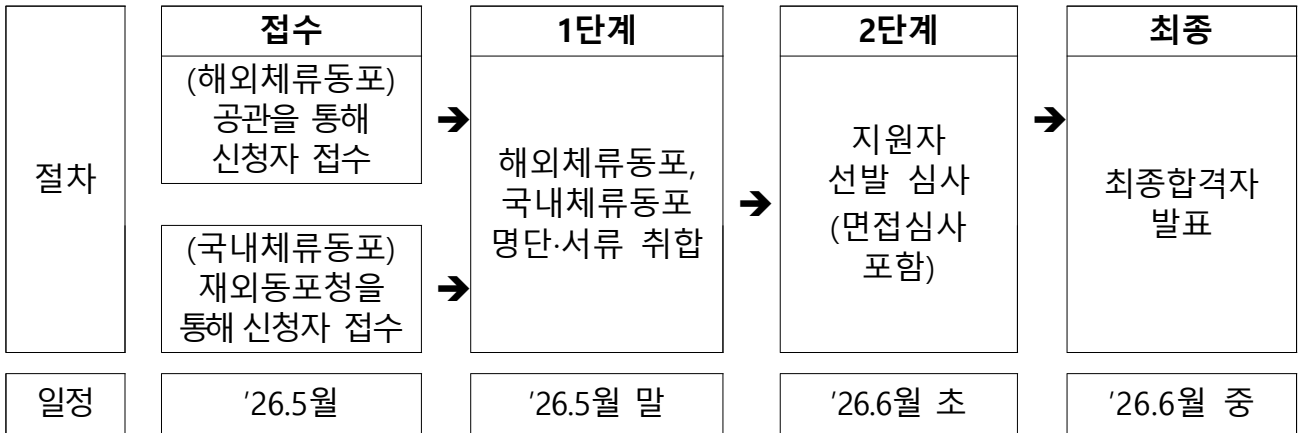 접수
1단계
2단계
최종
절차
(해외체류동포)
공관을 통해
신청자 접수
(국내체류동포)
재외동포청을
통해 신청자 접수
해외체류동포,
국내체류동포
명단·서류 취합
지원자
선발 심사
(면접심사
포함)
최종합격자
발표
일정
'26.5월
'26.5월 말
'26.6월 초
'26.6월 중